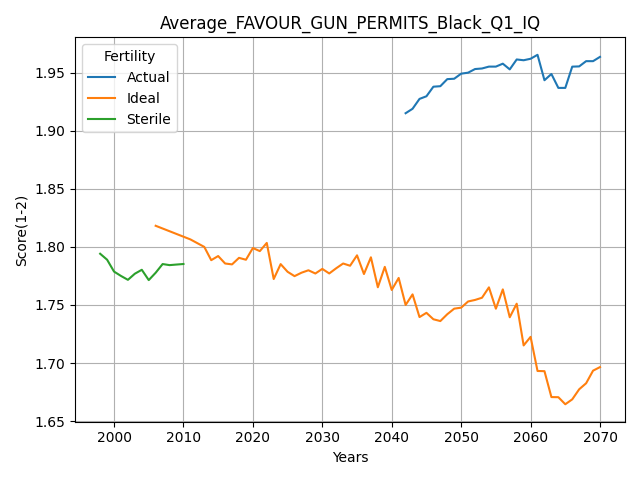 Average_FAVOUR_GUN_PERMITS_Black_Q1_IQ
Fertility
Actual
Ideal
Sterile
Score(1-2)
1.95
1.90
1.85
1.80
1.75
1.70
1.65
2000 2010 2020 2030 2040 2050 2060 2070
Years